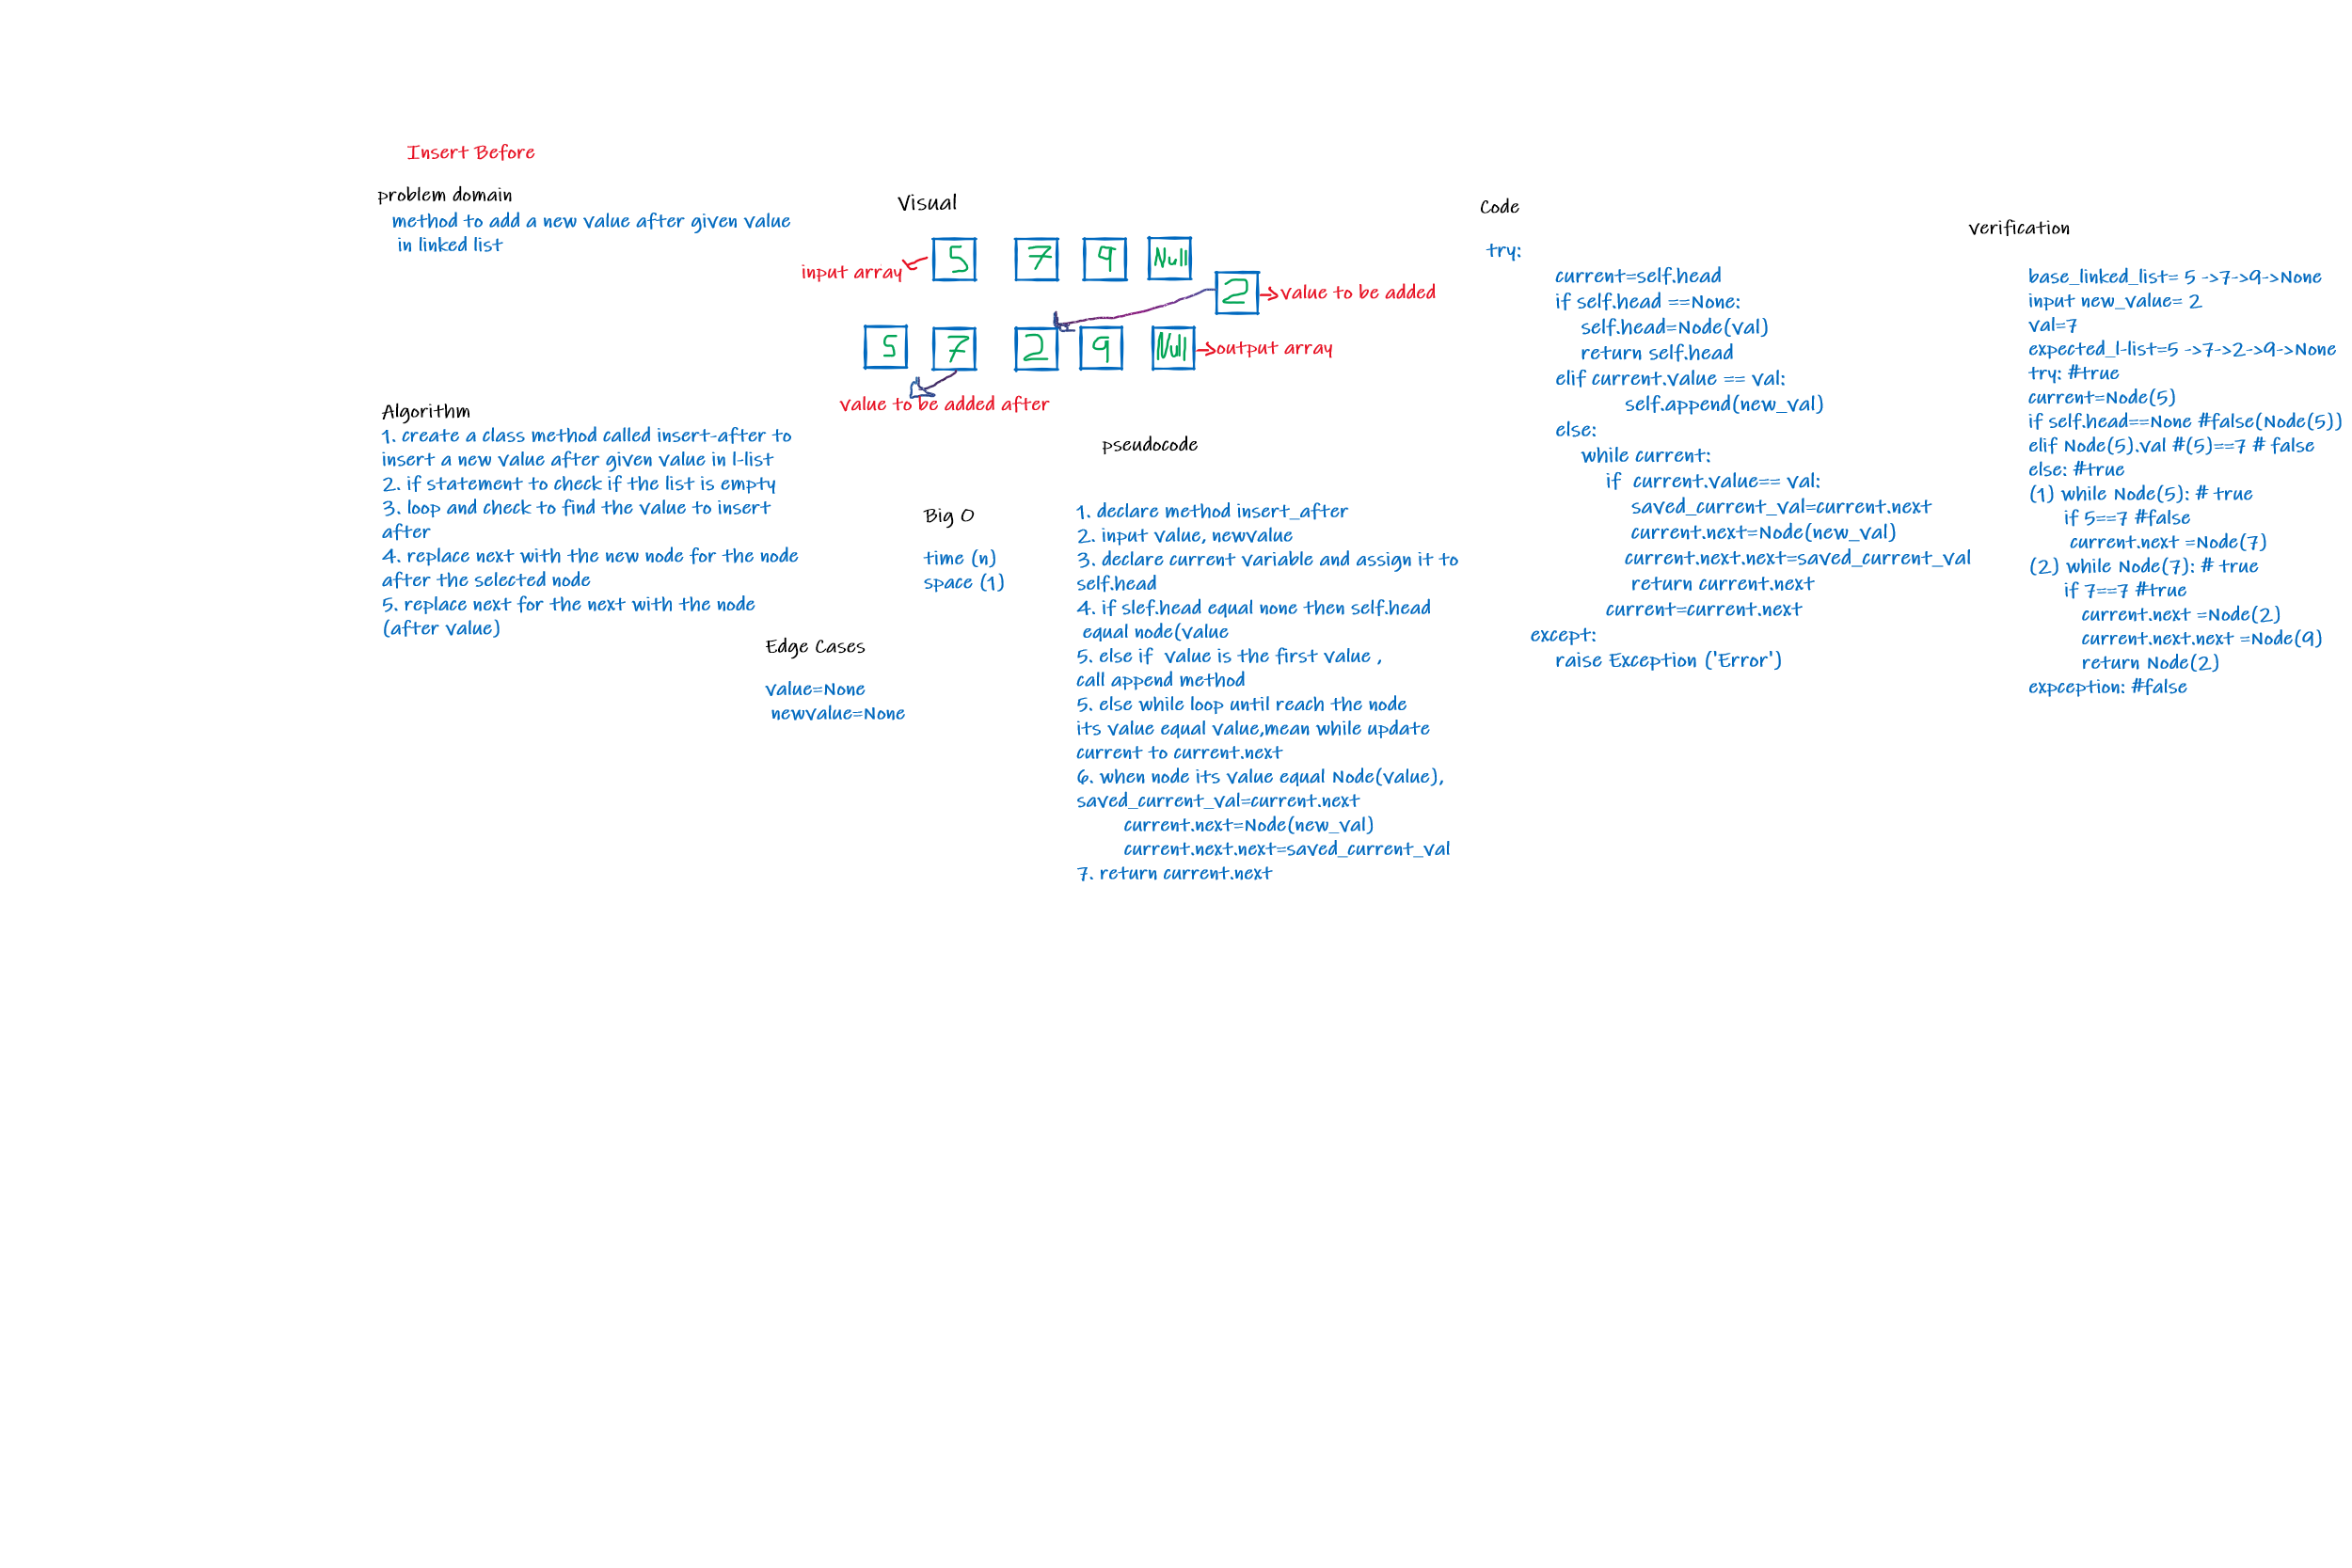 Insert Before
problem domain
method to add a new value after given value
in linked list
Algorithm
1. create a class method called insert-after to
insert a new value after given value in l-list
2. if statement to check if the list is empty
3. loop and check to find the value to insert
after
4. replace next with the new node for the node
after the selected node
5. replace next for the next with the node
(after value)
Visual
input array
5 7 9 Null
2
value to be added
5 7 2 9 Null
output array
value to be added after
Big O
time (n)
space (1)
Edge Cases
value=None
newvalue=None
pseudocode
1. declare method insert_after
2. input value, newvalue
3. declare current variable and assign it to
self.head
4. if slef.head equal none then self.head
equal node(value
5. else if value is the first value ,
call append method
5. else while loop until reach the node
its value equal value,mean while update
current to current.next
6. when node its value equal Node(value),
saved_current_val=current.next
current.next=Node(new_val)
current.next.next=saved_current_val
7. return current.next
Code
try:
current=self.head
if self.head ==None:
self.head=Node(val)
return self.head
elif current.value == val:
self.append(new_val)
else:
while current:
if current.value== val:
saved_current_val=current.next
current.next=Node(new_val)
current.next.next=saved_current_val
return current.next
current=current.next
except:
raise Exception ('Error')
verification
base_linked_list= 5 ->7->9->None
input new_value= 2
val=7
expected_l-list=5 ->7->2->9->None
try: #true
current=Node(5)
if self.head==None #false(Node(5))
elif Node(5).val #(5)==7 # false
else: #true
(1) while Node(5): # true
if 5==7 #false
current.next =Node(7)
(2) while Node(7): # true
if 7==7 #true
current.next =Node(2)
current.next.next =Node(9)
return Node(2)
expception: #false